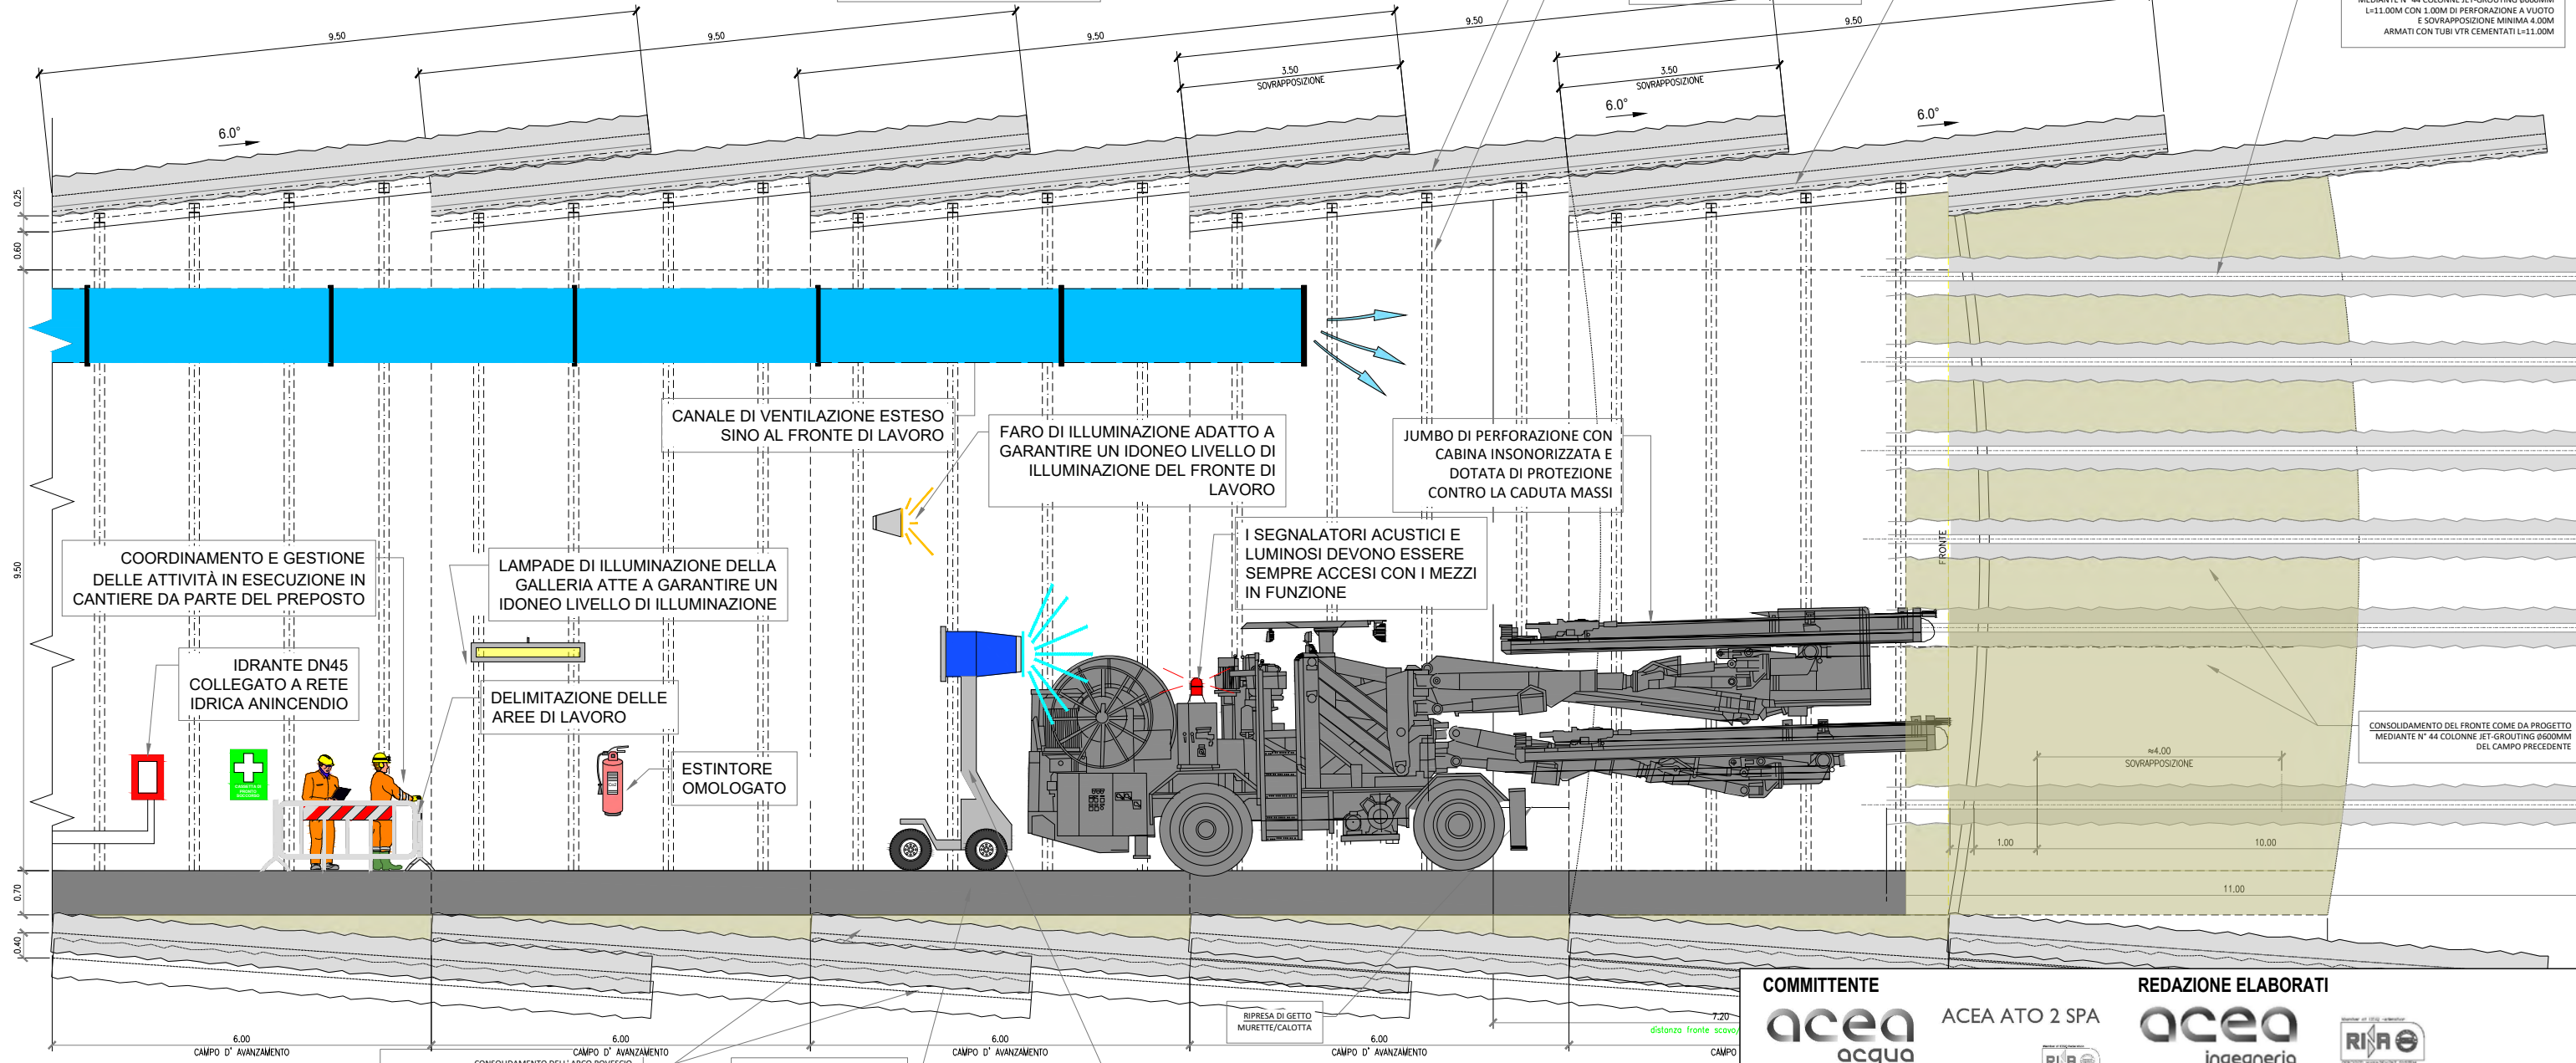 9.50
9.50
9.50
9.50
9.50
L=11.00M CON 1.00M DI PERFORAZIONE A VUOTO
E SOVRAPPOSIZIONE MINIMA 4.00M
ARMATI CON TUBI VTR CEMENTATI L=11.00M
3.50
SOVRAPPOSIZIONE
3.50
SOVRAPPOSIZIONE
6.0°
6.0°
6.0°
0.25
0.60
9.50
0.70
0.40
CANALE DI VENTILAZIONE ESTESO
SINO AL FRONTE DI LAVORO
FARO DI ILLUMINAZIONE ADATTO A
GARANTIRE UN IDONEO LIVELLO DI
ILLUMINAZIONE DEL FRONTE DI
LAVORO
JUMBO DI PERFORAZIONE CON
CABINA INSONORIZZATA E
DOTATA DI PROTEZIONE
CONTRO LA CADUTA MASSI
I SEGNALATORI ACUSTICI E
LUMINOSI DEVONO ESSERE
SEMPRE ACCESI CON I MEZZI
IN FUNZIONE
COORDINAMENTO E GESTIONE
DELLE ATTIVITÀ IN ESECUZIONE IN
CANTIERE DA PARTE DEL PREPOSTO
LAMPADE DI ILLUMINAZIONE DELLA
GALLERIA ATTE A GARANTIRE UN
IDONEO LIVELLO DI ILLUMINAZIONE
IDRANTE DN45
COLLEGATO A RETE
IDRICA ANINCENDIO
DELIMITAZIONE DELLE
AREE DI LAVORO
ESTINTORE
OMOLOGATO
FRONTE
CONSOLIDAMENTO DEL FRONTE COME DA PROGETTO
MEDIANTE N° 44 COLONNE JET-GROUTING Ø600MM
DEL CAMPO PRECEDENTE
≈4.00
SOVRAPPOSIZIONE
1.00
10.00
11.00
RIPRESA DI GETTO
MURETTE/CALOTTA
7.20
distanza fronte scavo/
6.00
CAMPO D' AVANZAMENTO
6.00
CAMPO D' AVANZAMENTO
6.00
CAMPO D' AVANZAMENTO
6.00
CAMPO D' AVANZAMENTO
CAMPO
COMMITTENTE
acea
acqua
ACEA ATO 2 SPA
REDAZIONE ELABORATI
acea
ingegneria
RINA
RINA